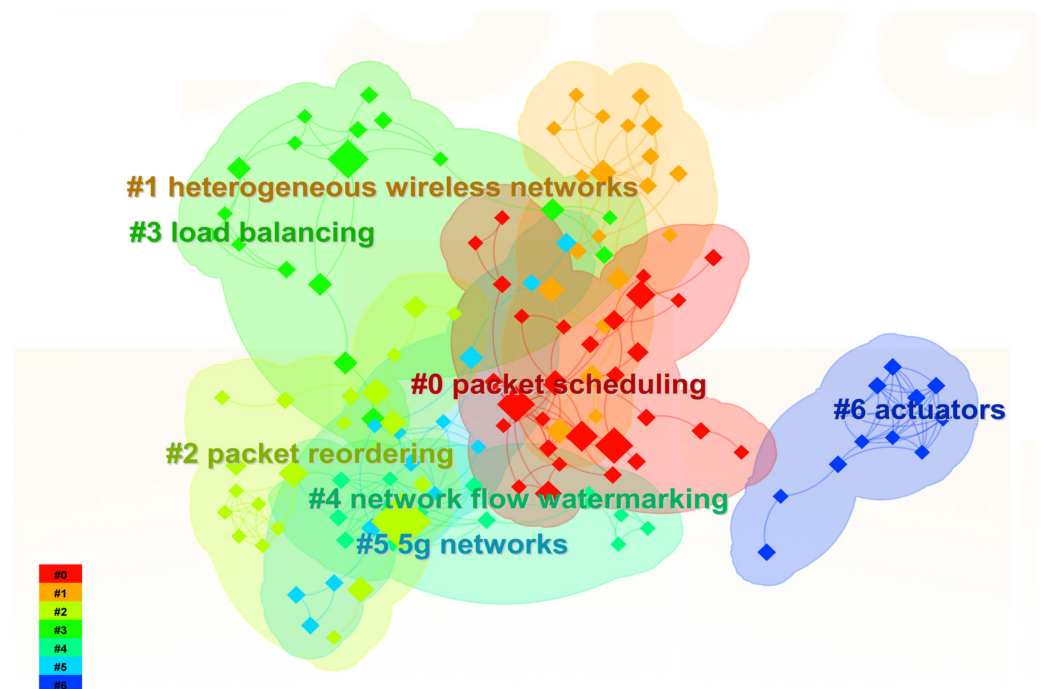 #1 heterogeneous wireless networks
#3 load balancing
#0 packet scheduling
#6 actuators
#2 packet reordering
#4 network flow watermarking
#5 5g networks
#0
#1
#2
#3
#4
#5
#6